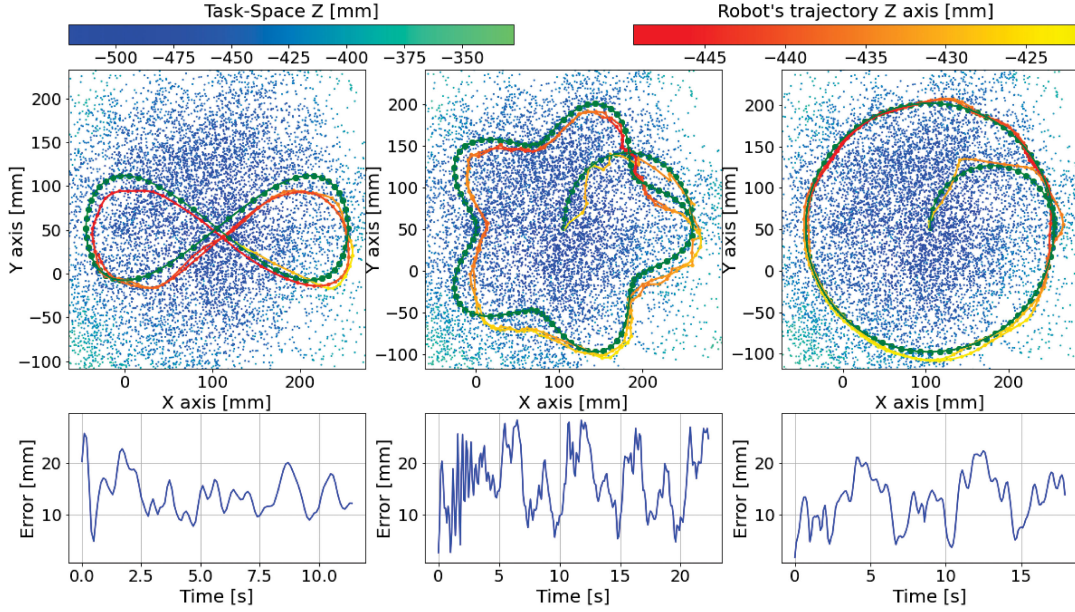 Task-Space Z [mm]
Robot's trajectory Z axis [mm]
−500 −475 −450 −425 −400 −375 −350
−445 −440 −435 −430 −425
Y axis [mm]
200
150
100
50
0
−50
−100
0 100 200
X axis [mm]
Y axis [mm]
200
150
100
50
0
−50
−100
0 100 200
X axis [mm]
Y axis [mm]
200
150
100
50
0
−50
−100
0 100 200
X axis [mm]
Error [mm]
20
10
0.0 2.5 5.0 7.5 10.0
Time [s]
Error [mm]
20
10
0 5 10 15 20
Time [s]
Error [mm]
20
10
0 5 10 15
Time [s]